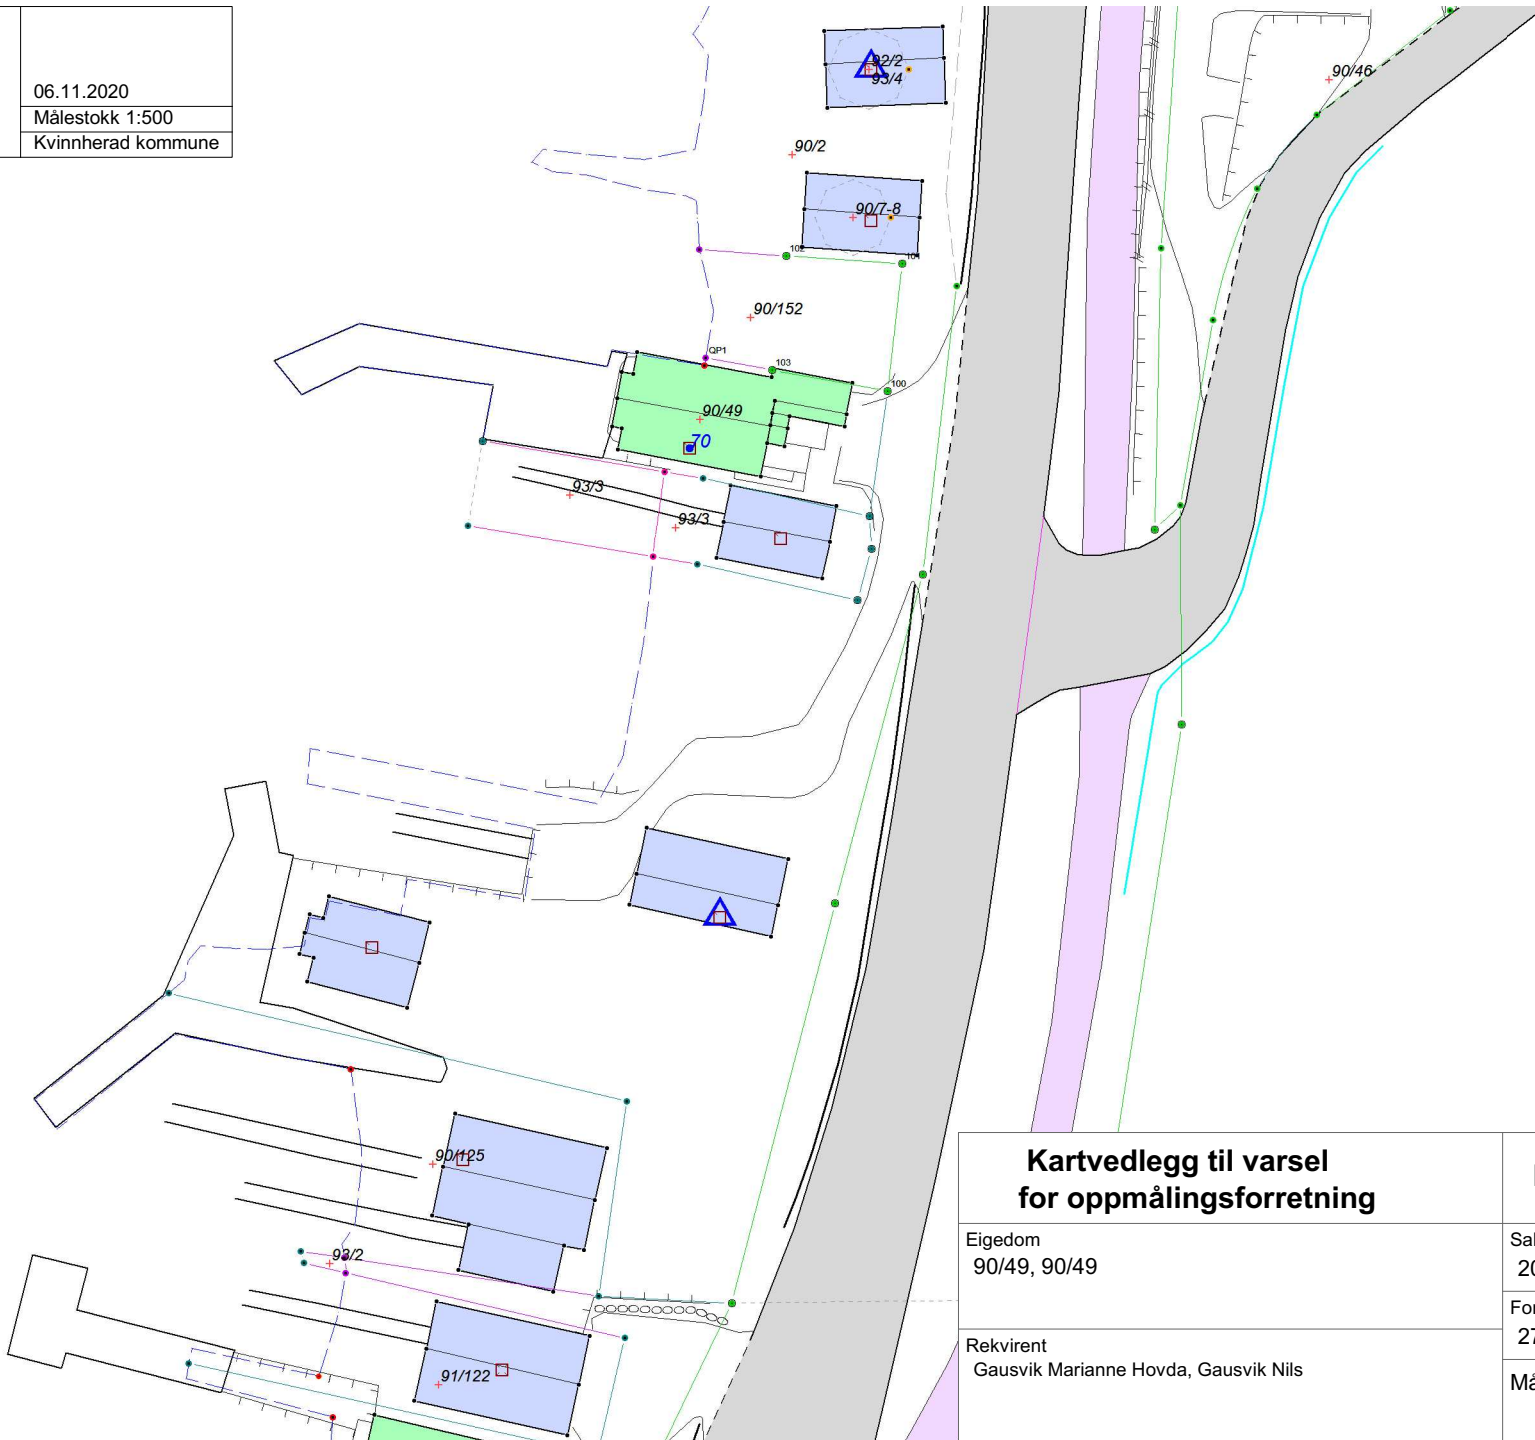 06.11.2020
Målestokk 1:500
Kvinnherad kommune
92/2
93/4
90/46
90/2
90/7-8
102
90/152
QP1
103
100
90/49
70
93/3
93/3
90/125
93/2
91/122
Kartvedlegg til varsel
for oppmålingsforretning
Eigedom
90/49, 90/49
Rekvirent
Gausvik Marianne Hovda, Gausvik Nils